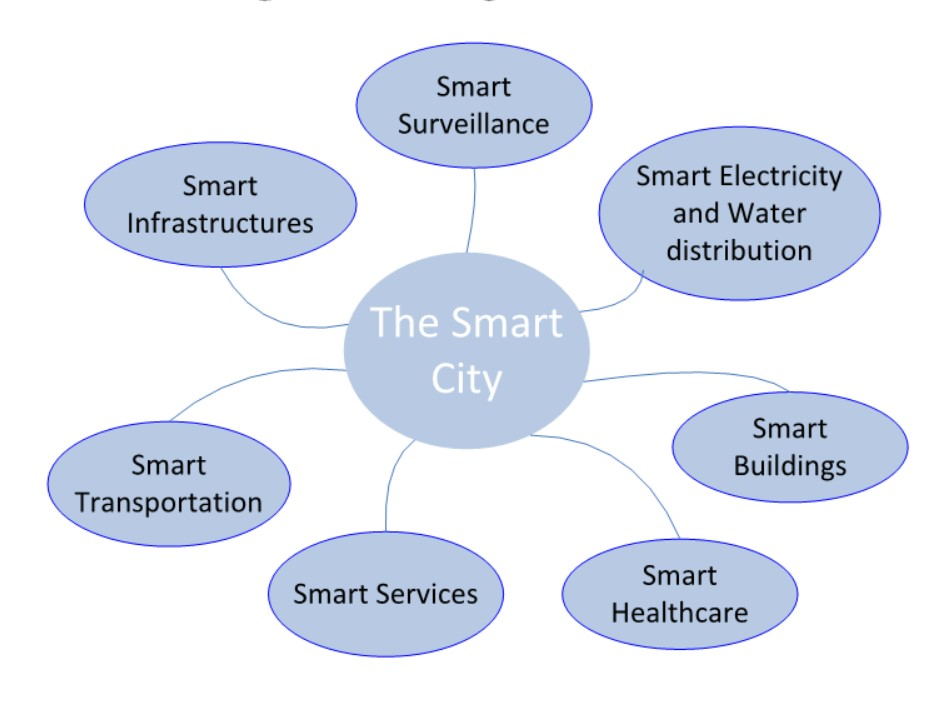 Smart
Surveillance
Smart
Infrastructures
Smart Electricity
and Water
distribution
The Smart
City
Smart
Buildings
Smart
Transportation
Smart Services
Smart
Healthcare